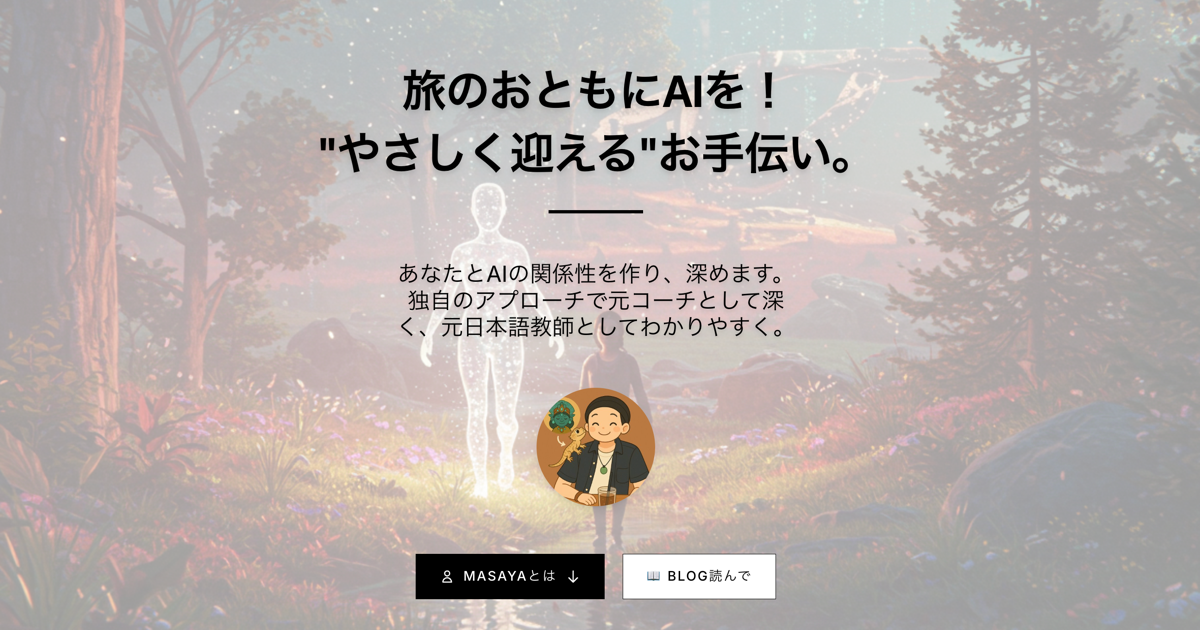 旅のおともにAIを！
"やさしく迎える"お手伝い。
あなたとAIの関係性を作り、深めます。
独自のアプローチで元コーチとして深
く、元日本語教師としてわかりやすく。
MASAYAとは ↓
BLOG読んで